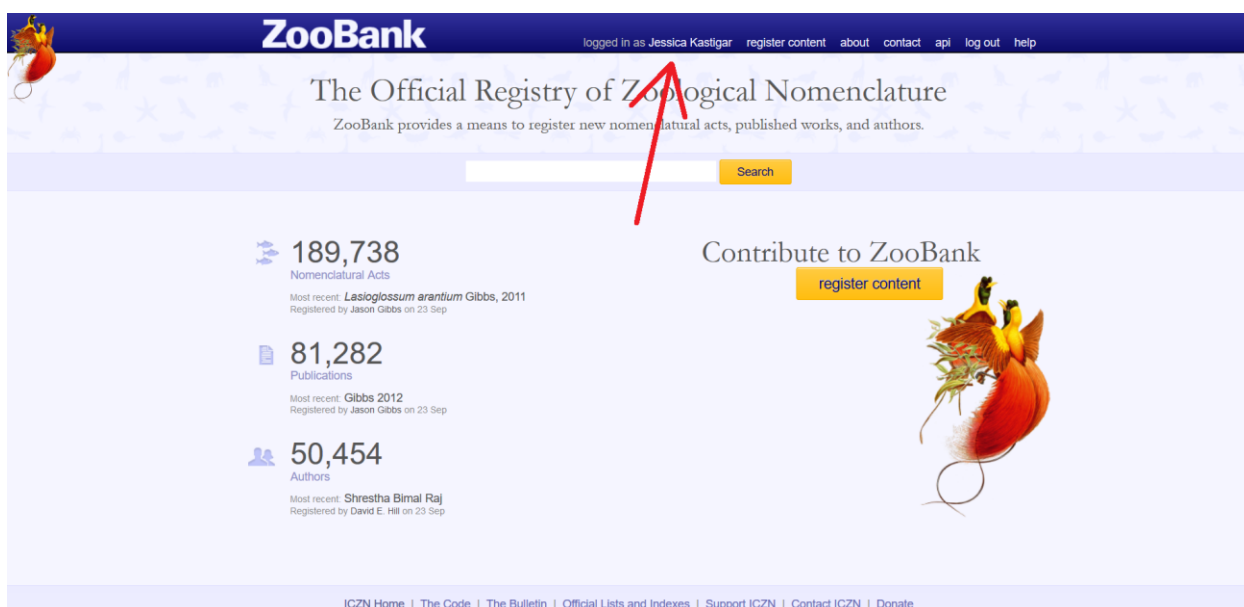 ZooBank
logged in as Jessica Kastigar register content about contact api log out help
The Official Registry of Zoological Nomenclature
ZooBank provides a means to register new nomenclatural acts, published works, and authors.
Search
189,738
Nomenclatural Acts
Most recent: Lasioglossum arantium Gibbs, 2011
Registered by Jason Gibbs on 23 Sep
81,282
Publications
Most recent: Gibbs 2012
Registered by Jason Gibbs on 23 Sep
50,454
Authors
Most recent: Shrestha Bimal Raj
Registered by David E. Hill on 23 Sep
Contribute to ZooBank
register content
ICZN Home | The Code | The Bulletin | Official Lists and Indexes | Support ICZN | Contact ICZN | Donate